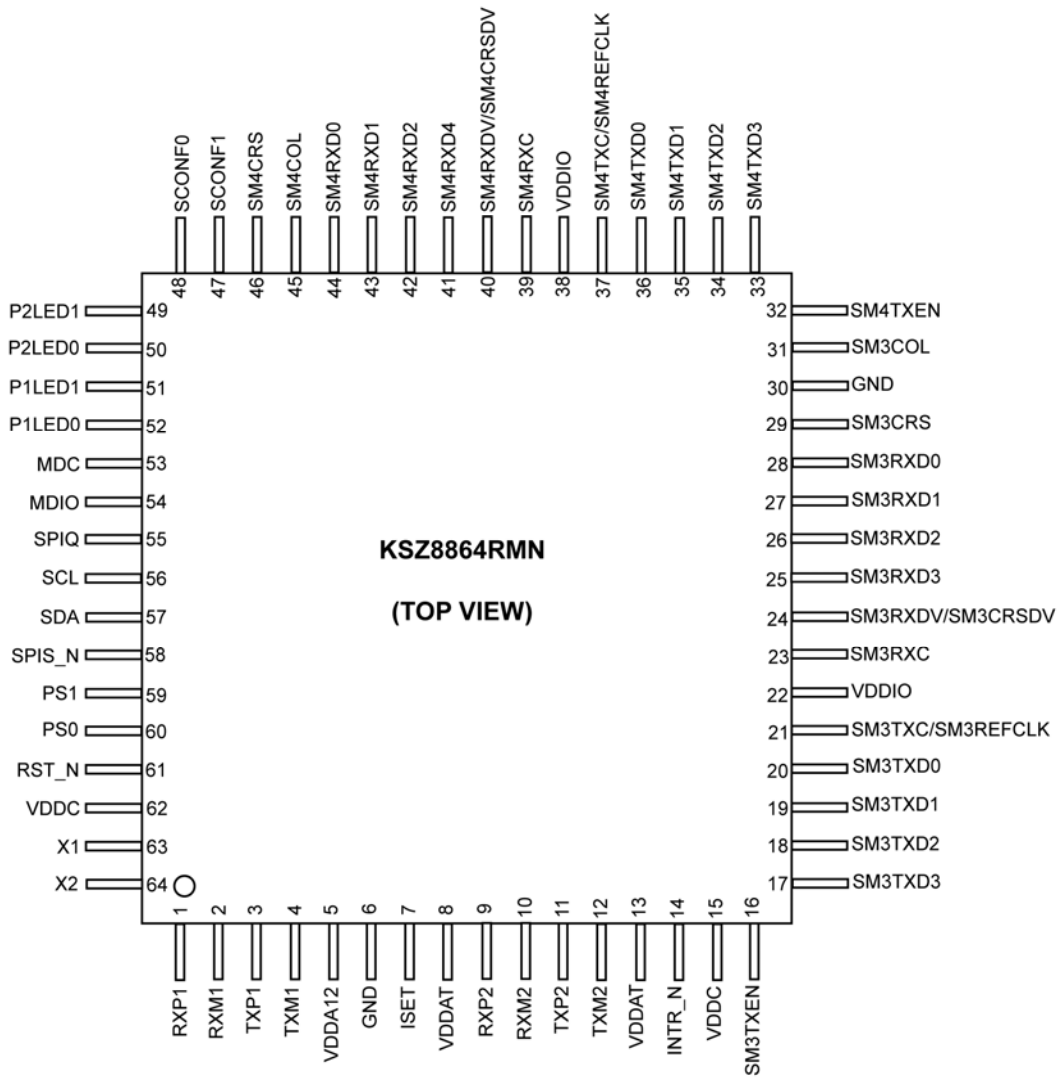 SCONF0
SCONF1
SM4CRS
SM4COL
SM4RXD0
SM4RXD1
SM4RXD2
SM4RXD4
SM4RXDV/SM4CRSDV
SM4RXC
VDDIO
SM4TXC/SM4REFCLK
SM4TXD0
SM4TXD1
SM4TXD2
SM4TXD3
48
47
46
45
44
43
42
41
40
39
38
37
36
35
34
33
P2LED1 49
P2LED0 50
P1LED1 51
P1LED0 52
MDC 53
MDIO 54
SPIQ 55
SCL 56
SDA 57
SPIS_N 58
PS1 59
PS0 60
RST_N 61
VDDC 62
X1 63
X2 64
KSZ8864RMN
(TOP VIEW)
32 SM4TXEN
31 SM3COL
30 GND
29 SM3CRS
28 SM3RXD0
27 SM3RXD1
26 SM3RXD2
25 SM3RXD3
24 SM3RXDV/SM3CRSDV
23 SM3RXC
22 VDDIO
21 SM3TXC/SM3REFCLK
20 SM3TXD0
19 SM3TXD1
18 SM3TXD2
17 SM3TXD3
1
2
3
4
5
6
7
8
9
10
11
12
13
14
15
16
RXP1
RXM1
TXP1
TXM1
VDDA12
GND
ISET
VDDAT
RXP2
RXM2
TXP2
TXM2
VDDAT
INTR_N
VDDC
SM3TXEN